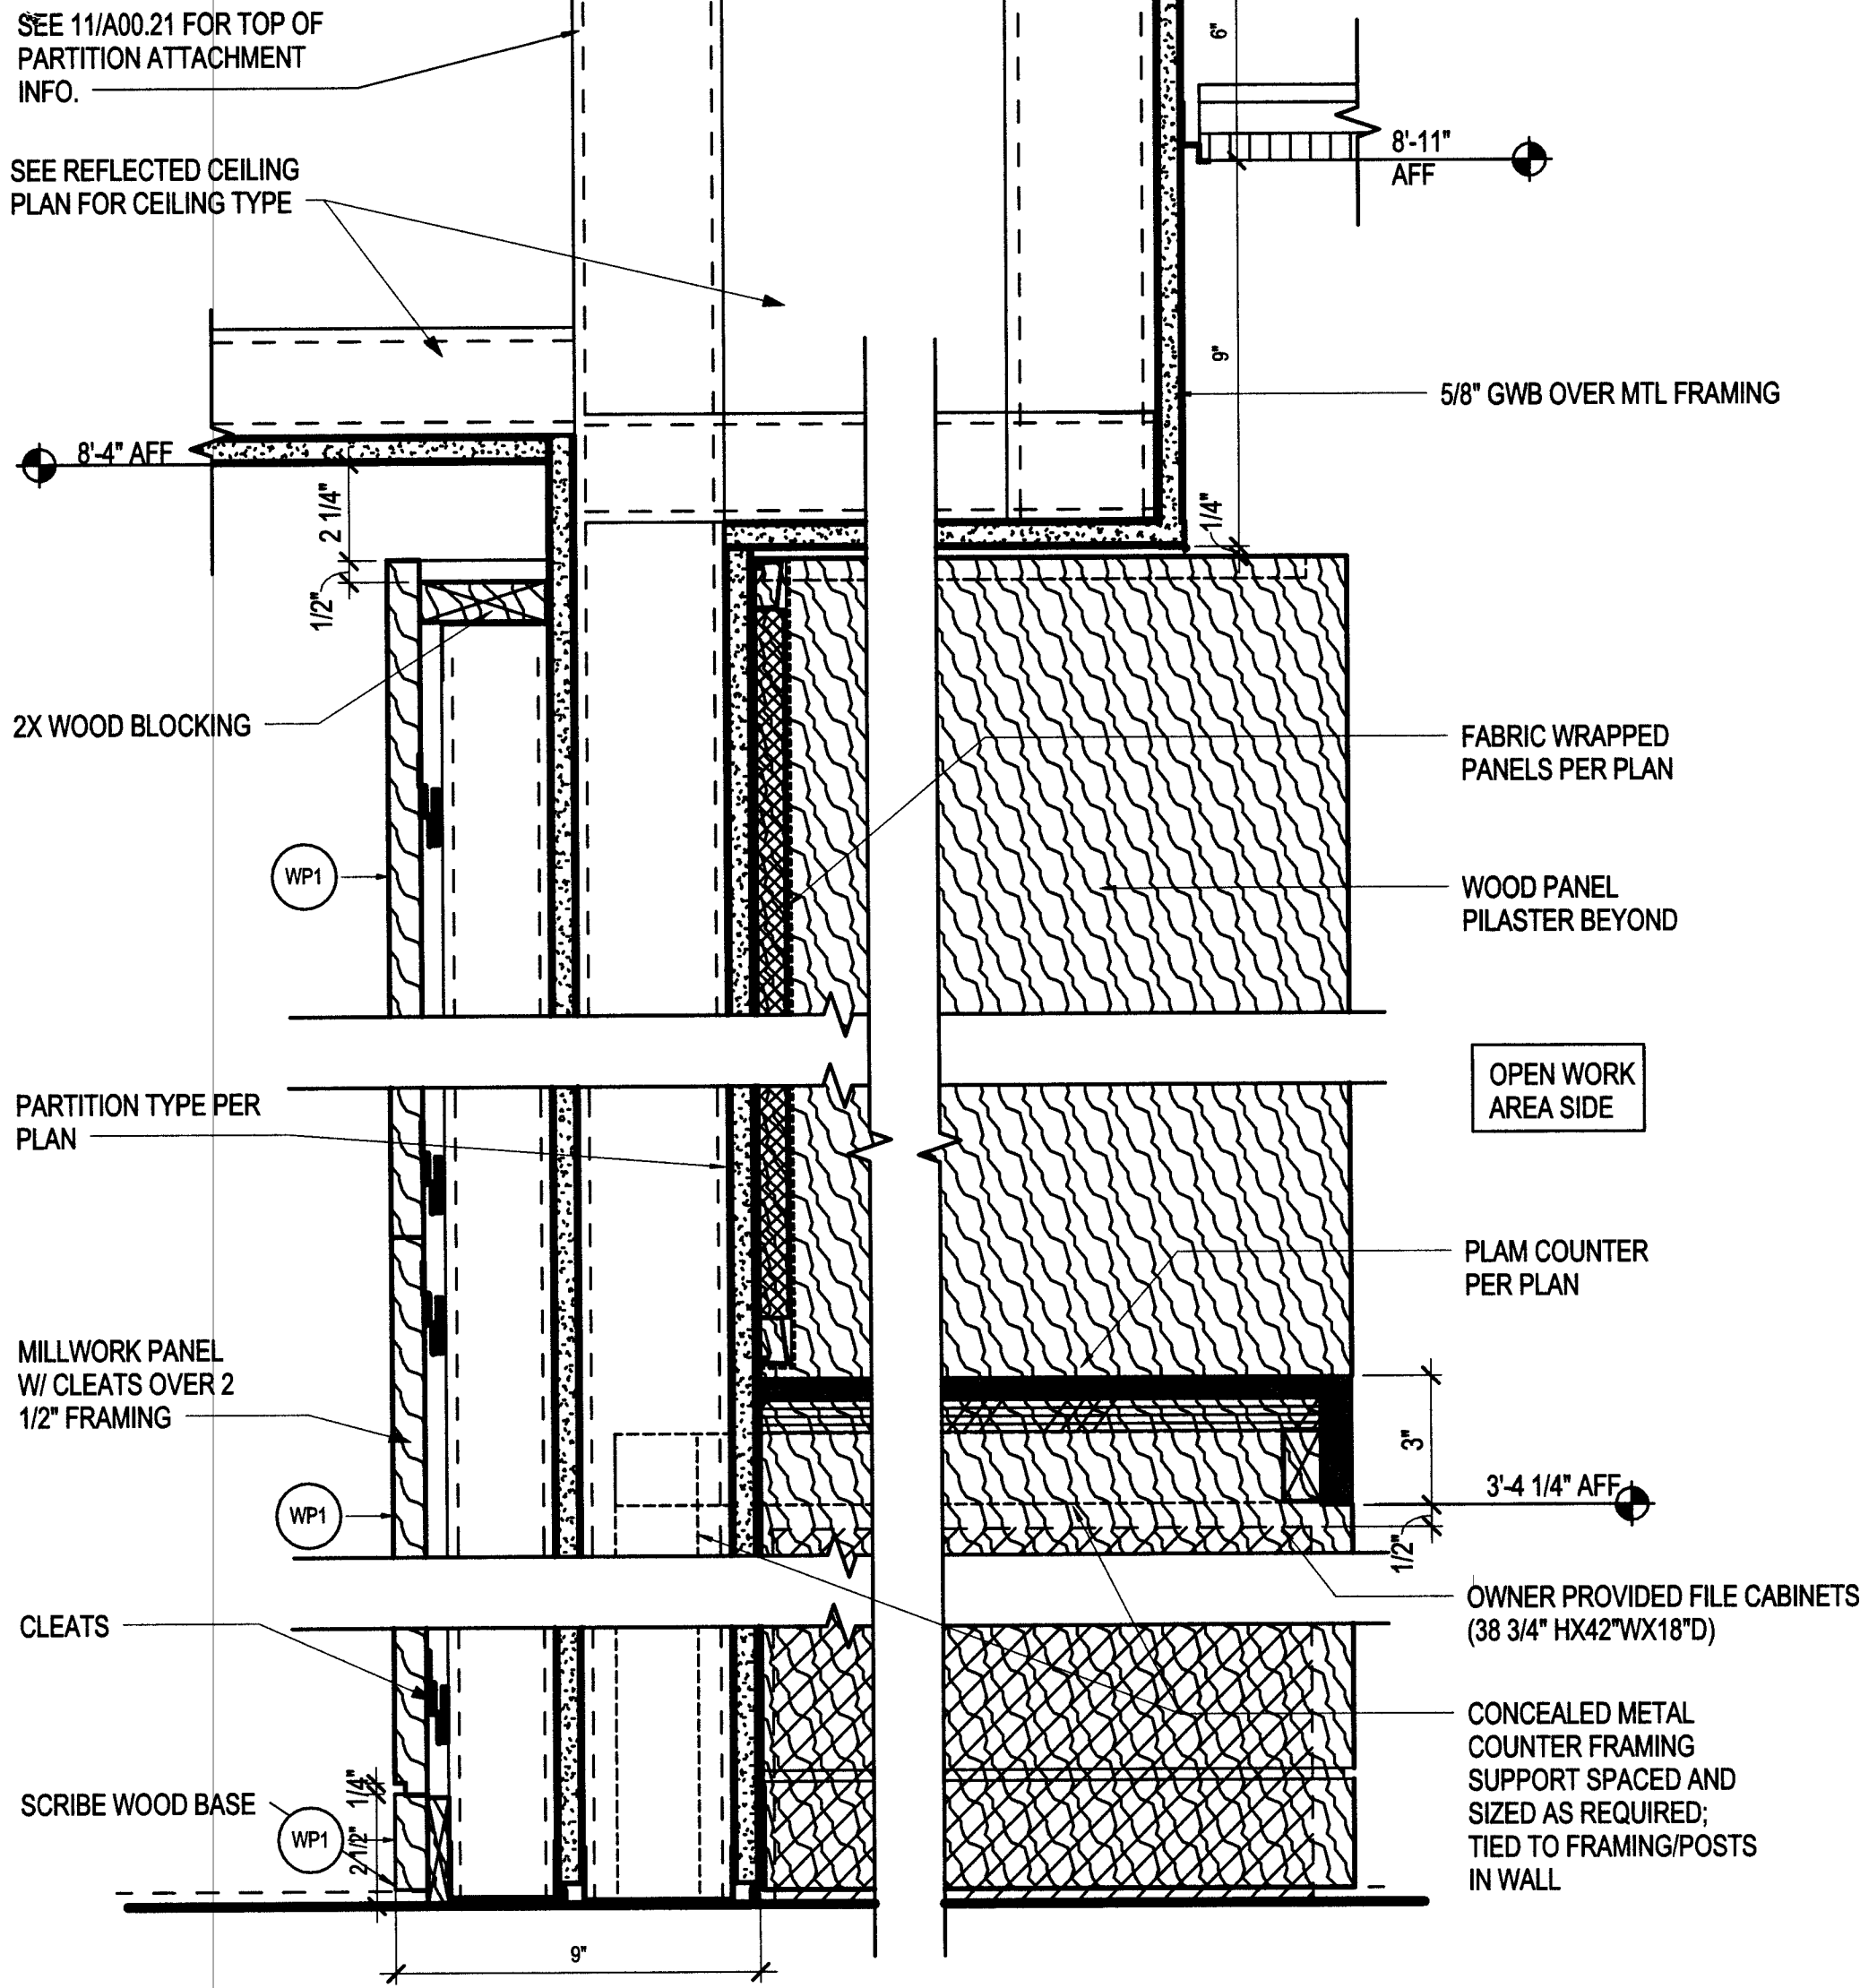 SEE 11/A00.21 FOR TOP OF
PARTITION ATTACHMENT
INFO.
6"
8'-11"
AFF
SEE REFLECTED CEILING
PLAN FOR CEILING TYPE
9"
5/8" GWB OVER MTL FRAMING
8'-4" AFF
2 1/4"
1/4"
1/2"
2X WOOD BLOCKING
FABRIC WRAPPED
PANELS PER PLAN
WP1
WOOD PANEL
PILASTER BEYOND
OPEN WORK
AREA SIDE
PARTITION TYPE PER
PLAN
PLAM COUNTER
PER PLAN
MILLWORK PANEL
W/ CLEATS OVER 2
1/2" FRAMING
3"
3'-4 1/4" AFF
WP1
1/2"
OWNER PROVIDED FILE CABINETS
(38 3/4" HX42"WX18"D)
CLEATS
CONCEALED METAL
COUNTER FRAMING
SUPPORT SPACED AND
SIZED AS REQUIRED;
TIED TO FRAMING/POSTS
IN WALL
1/4"
SCRIBE WOOD BASE
WP1
2 1/2"
9"